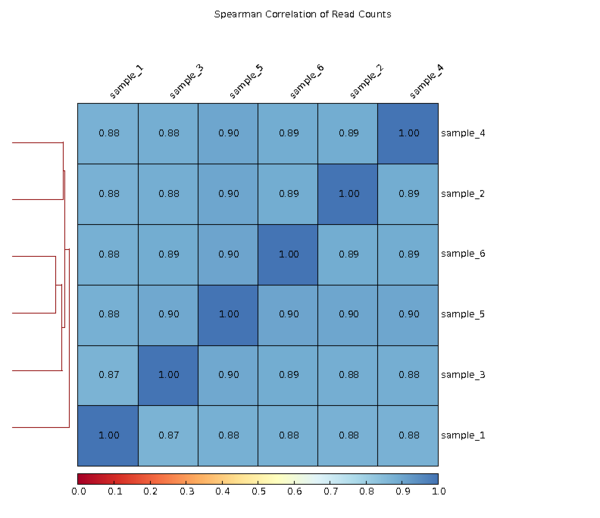 Spearman Correlation of Read Counts
sample_1 sample_3 sample_5 sample_6 sample_2 sample_4
0.88 0.88 0.90 0.89 0.89 1.00 sample_4
0.88 0.88 0.90 0.89 1.00 0.89 sample_2
0.88 0.89 0.90 1.00 0.89 0.89 sample_6
0.88 0.90 1.00 0.90 0.90 0.90 sample_5
0.87 1.00 0.90 0.89 0.88 0.88 sample_3
1.00 0.87 0.88 0.88 0.88 0.88 sample_1
0.0 0.1 0.2 0.3 0.4 0.5 0.6 0.7 0.8 0.9 1.0